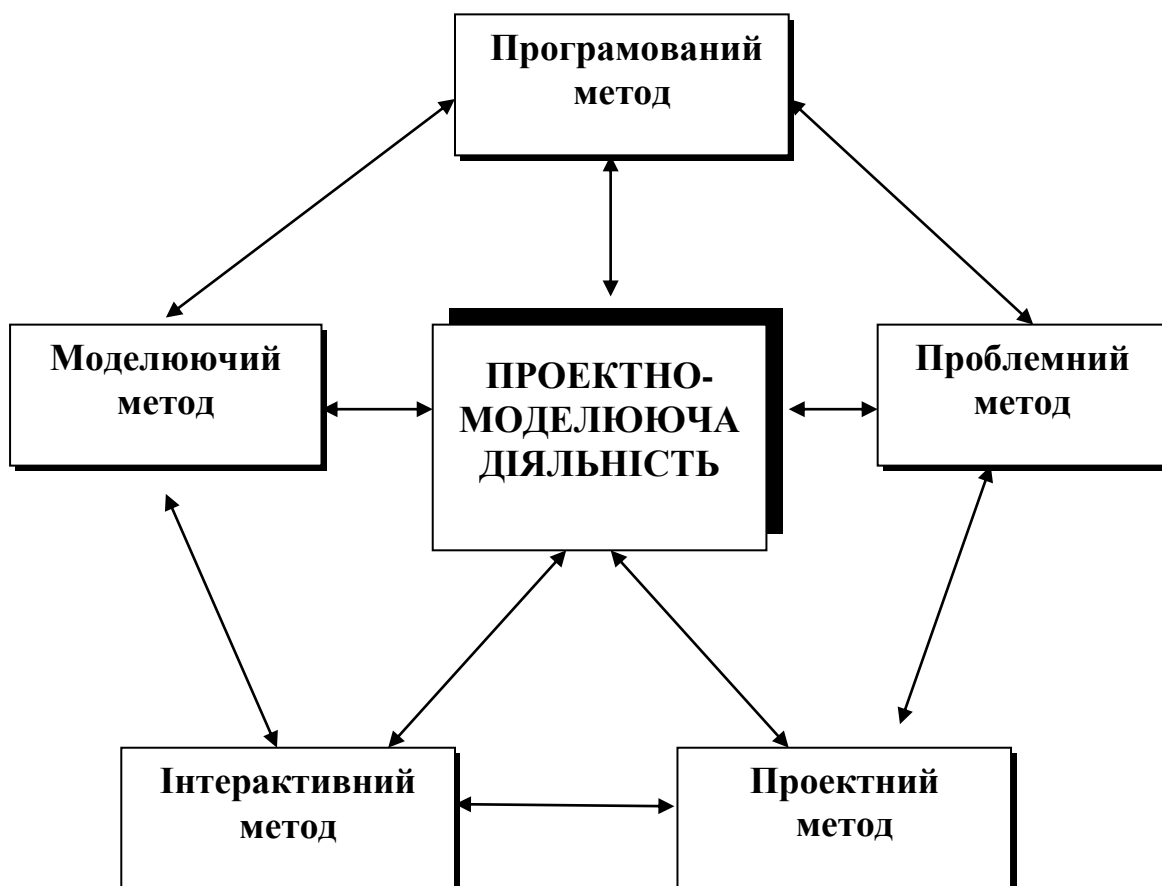 Програмований
метод
Моделюючий
метод
ПРОЕКТНО-
МОДЕЛЮЮЧА
ДІЯЛЬНІСТЬ
Проблемний
метод
Інтерактивний
метод
Проектний
метод